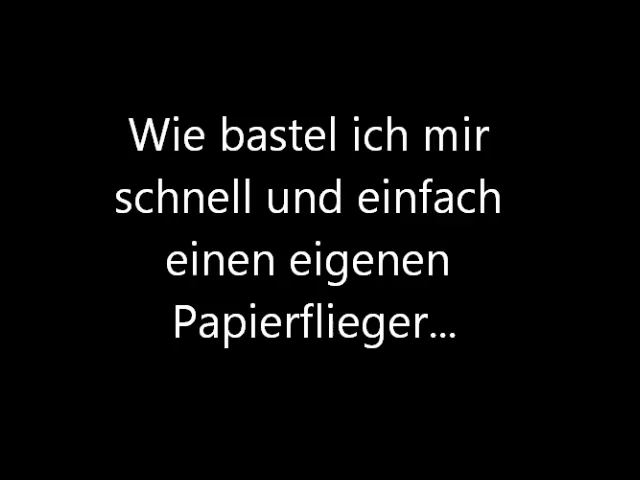 Wie bastel ich mir
schnell und einfach
einen eigenen
Papierflieger...